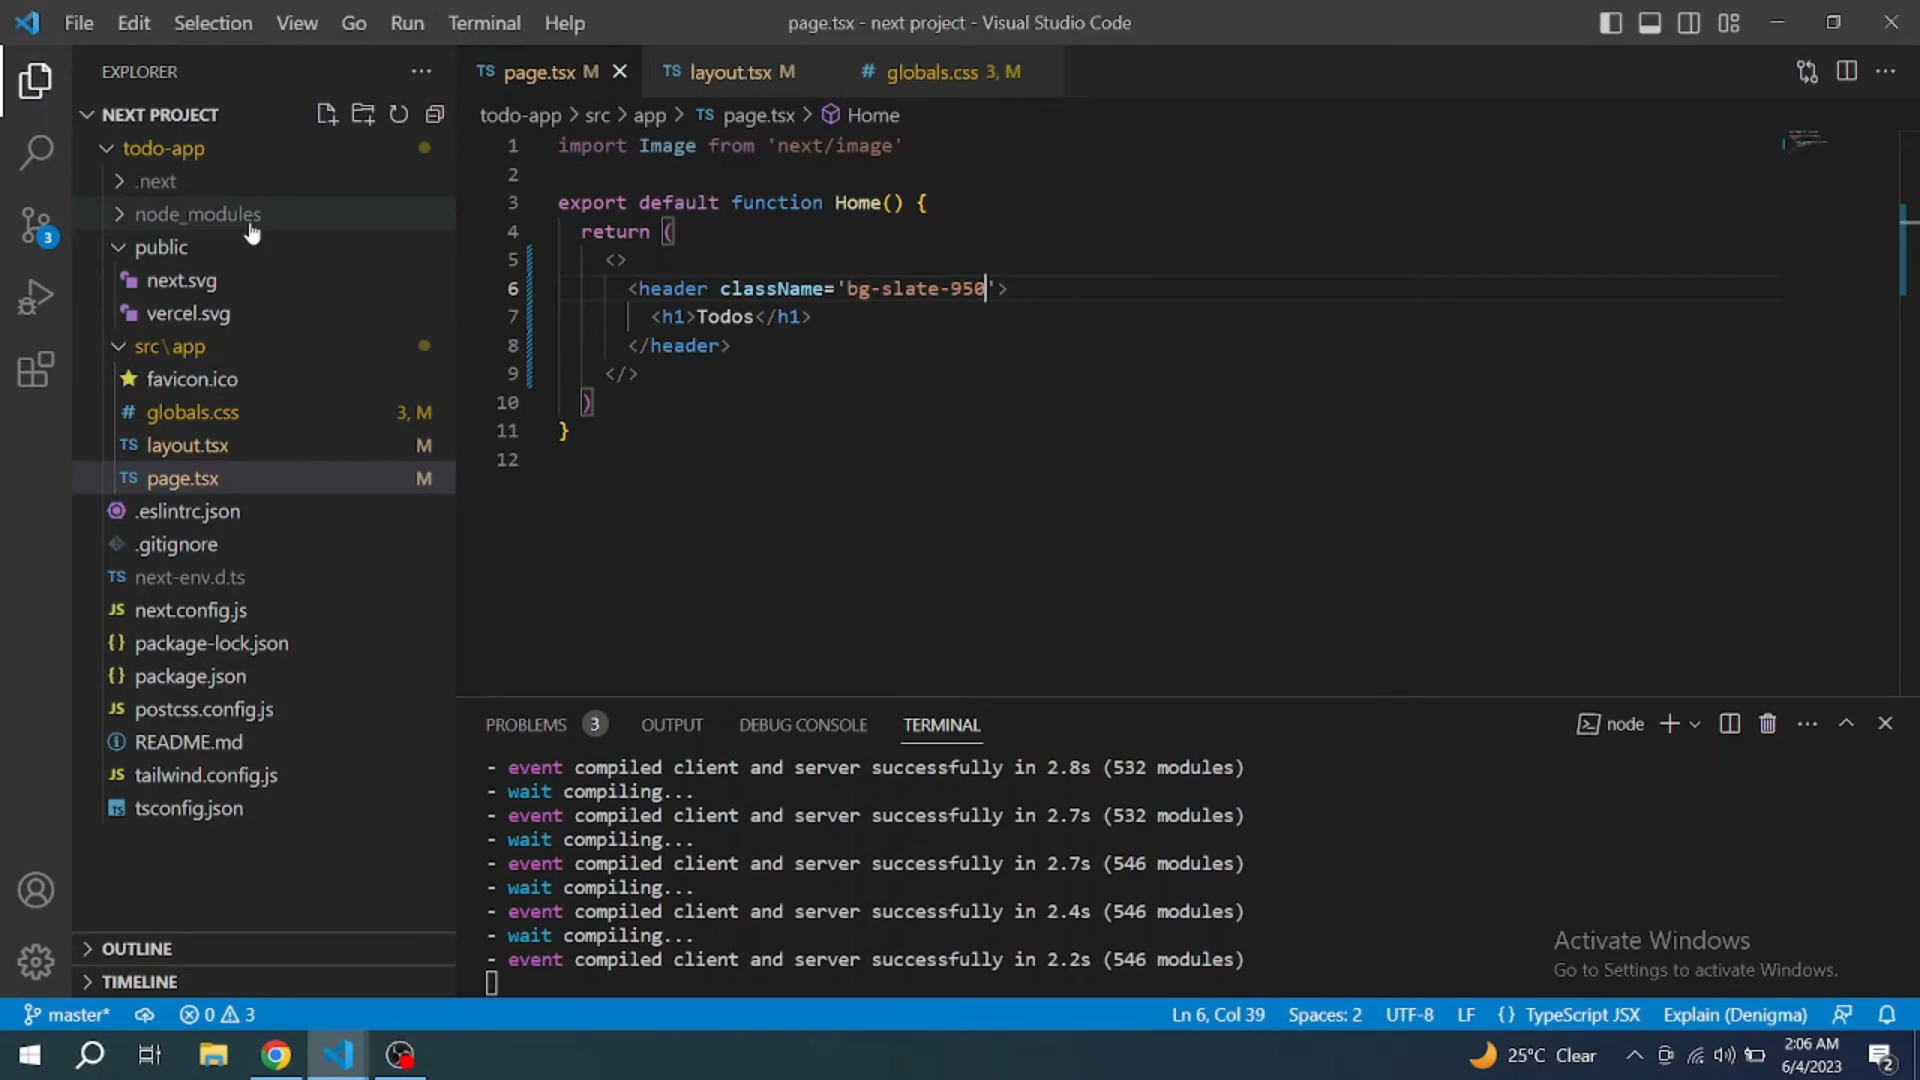 File Edit Selection View Go Run Terminal Help
page.tsx - next project - Visual Studio Code
EXPLORER
NEXT PROJECT
todo-app
.next
node_modules
public
next.svg
vercel.svg
src\app
favicon.ico
globals.css 3, M
layout.tsx M
page.tsx M
.eslintrc.json
.gitignore
TS next-env.d.ts
JS next.config.js
{} package-lock.json
{} package.json
JS postcss.config.js
README.md
JS tailwind.config.js
TS tsconfig.json
OUTLINE
TIMELINE
TS page.tsx M
TS layout.tsx M
# globals.css 3, M
todo-app > src > app > TS page.tsx > Home
1 import Image from 'next/image'
2
3 export default function Home() {
4 return (
5 <>
6 <header className='bg-slate-950'>
7 <h1>Todos</h1>
8 </header>
9 </>
10 )
11 }
12
PROBLEMS 3 OUTPUT DEBUG CONSOLE TERMINAL
node
- event compiled client and server successfully in 2.8s (532 modules)
- wait compiling...
- event compiled client and server successfully in 2.7s (532 modules)
- wait compiling...
- event compiled client and server successfully in 2.7s (546 modules)
- wait compiling...
- event compiled client and server successfully in 2.4s (546 modules)
- wait compiling...
- event compiled client and server successfully in 2.2s (546 modules)
Activate Windows
Go to Settings to activate Windows.
3
master* 0 3
Ln 6, Col 39 Spaces: 2 UTF-8 LF {} TypeScript JSX Explain (Denigma)
25°C Clear
2:06 AM
6/4/2023
2